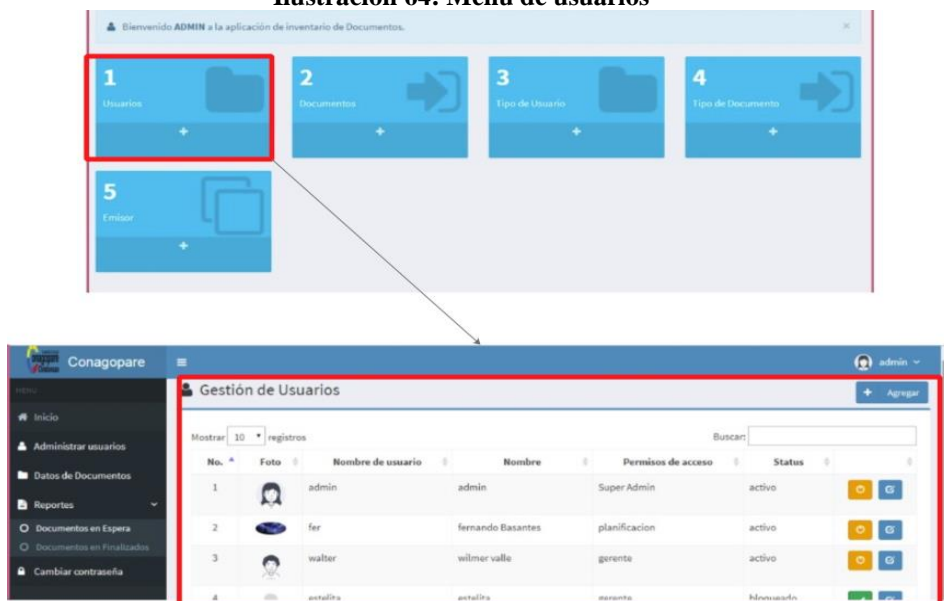 Ilustración 64: Menú de usuarios
Bienvenido ADMIN a la aplicación de inventario de Documentos. ×
1
Usuarios
+
2
Documentos
+
3
Tipo de Usuario
+
4
Tipo de Documento
+
5
Emisor
+
Conagopare
admin
MENU
Inicio
Administrar usuarios
Datos de Documentos
Reportes
Documentos en Espera
Documentos en Finalizados
Cambiar contraseña
Gestión de Usuarios
+ Agregar
Mostrar 10 registros Buscar:
No. Foto Nombre de usuario Nombre Permisos de acceso Status
1 admin admin Super Admin activo
2 fer fernando Basantes planificacion activo
3 walter wilmer valle gerente activo
4 estelita estelita gerente bloqueado